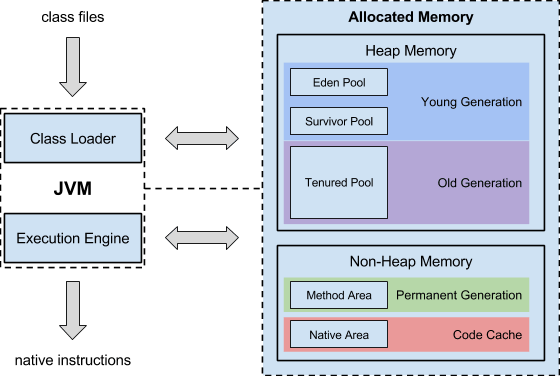 class files
Class Loader
JVM
Execution Engine
native instructions
Allocated Memory
Heap Memory
Eden Pool
Young Generation
Survivor Pool
Tenured Pool
Old Generation
Non-Heap Memory
Method Area
Permanent Generation
Native Area
Code Cache